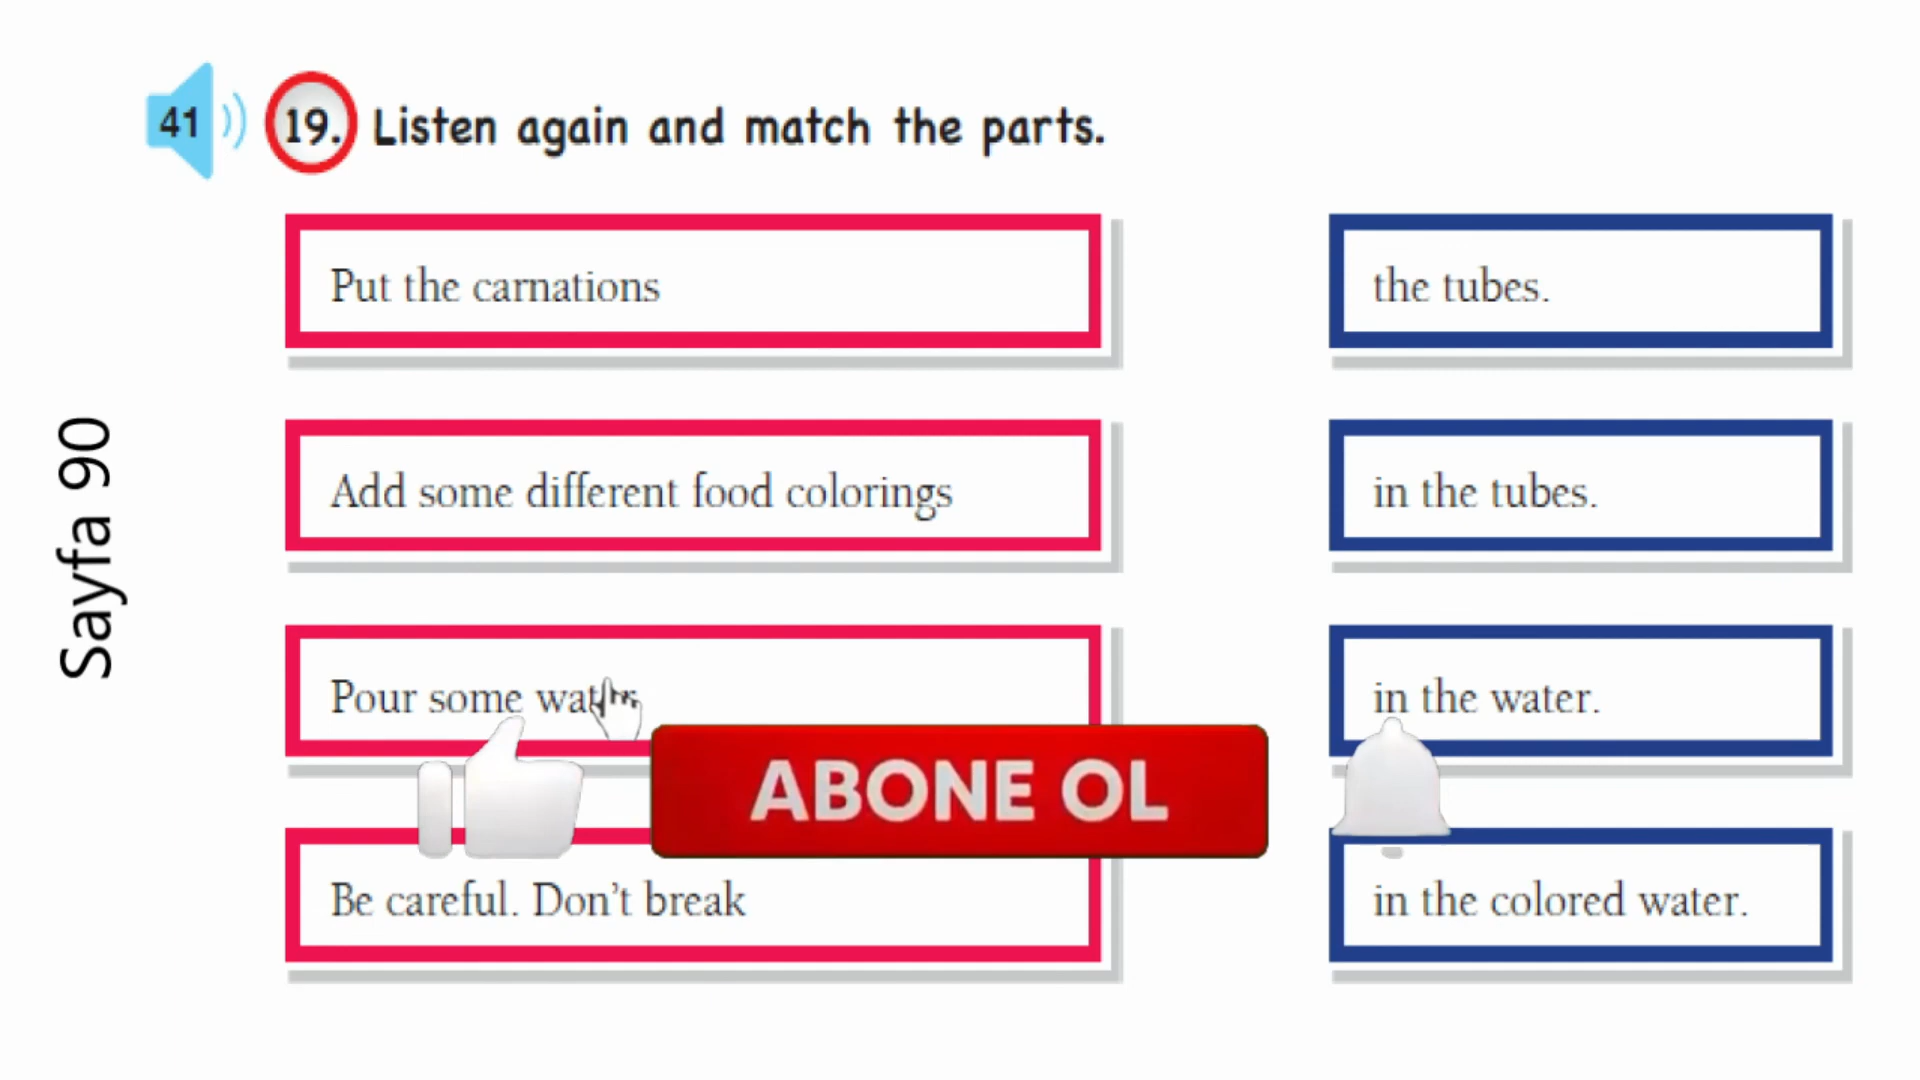 41 19. Listen again and match the parts.
Put the carnations
the tubes.
Add some different food colorings
in the tubes.
Sayfa 90
Pour some
in the water.
ABONE OL
Be careful. Don't break
in the colored water.